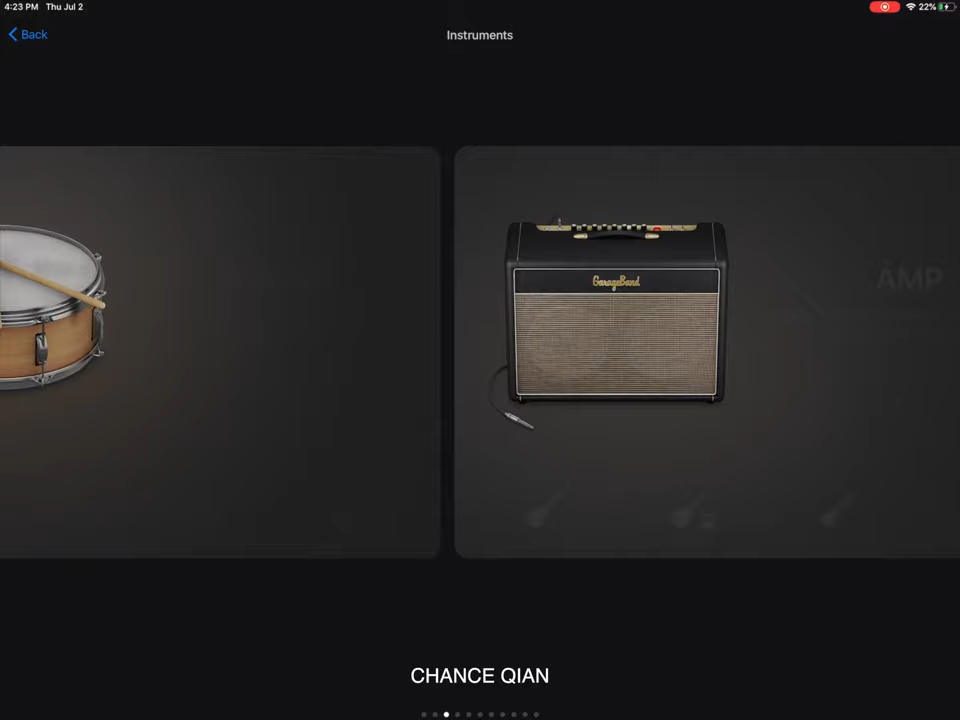 4:23 PM Thu Jul 2
22%
Back
Instruments
AMP
GarageBand
CHANCE QIAN